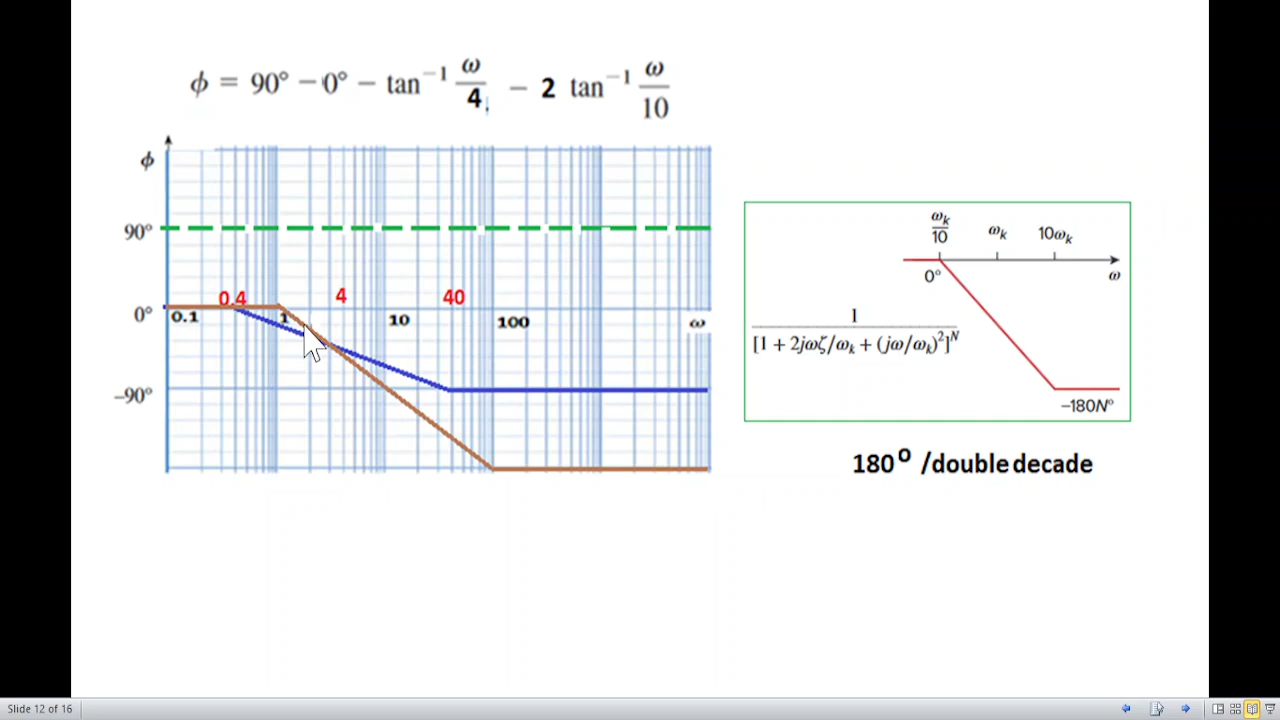 ϕ = 90° − 0° − tan⁻¹ ω/4 − 2 tan⁻¹ ω/10
ϕ
90°
0.4 4 40
0° 0.1 1 10 100 ω
−90°
ωk/10 ωk 10ωk
0° ω
1/[1 + 2jωζ/ωk + (jω/ωk)²]ᴺ
−180N°
180° /double decade
Slide 12 of 16